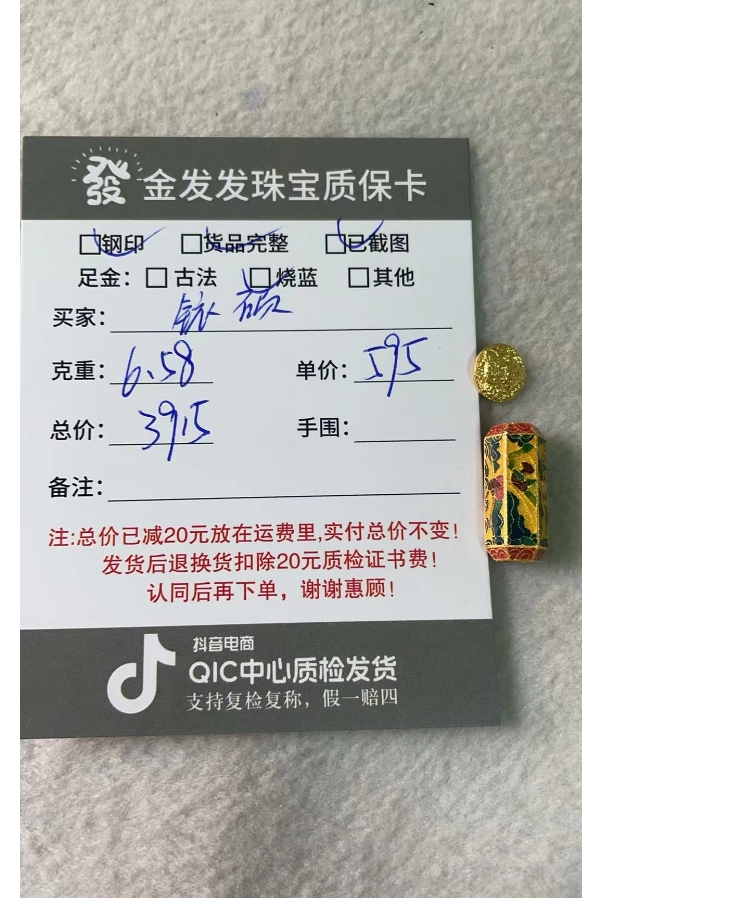 發 金发发珠宝质保卡
□钢印 □货品完整 □已截图
足金：□古法 □烧蓝 □其他
买家：
克重：6.58 单价：595
总价：3915 手围：
备注：
注:总价已减20元放在运费里,实付总价不变！
发货后退换货扣除20元质检证书费！
认同后再下单，谢谢惠顾！
抖音电商
QIC中心质检发货
支持复检复称，假一赔四